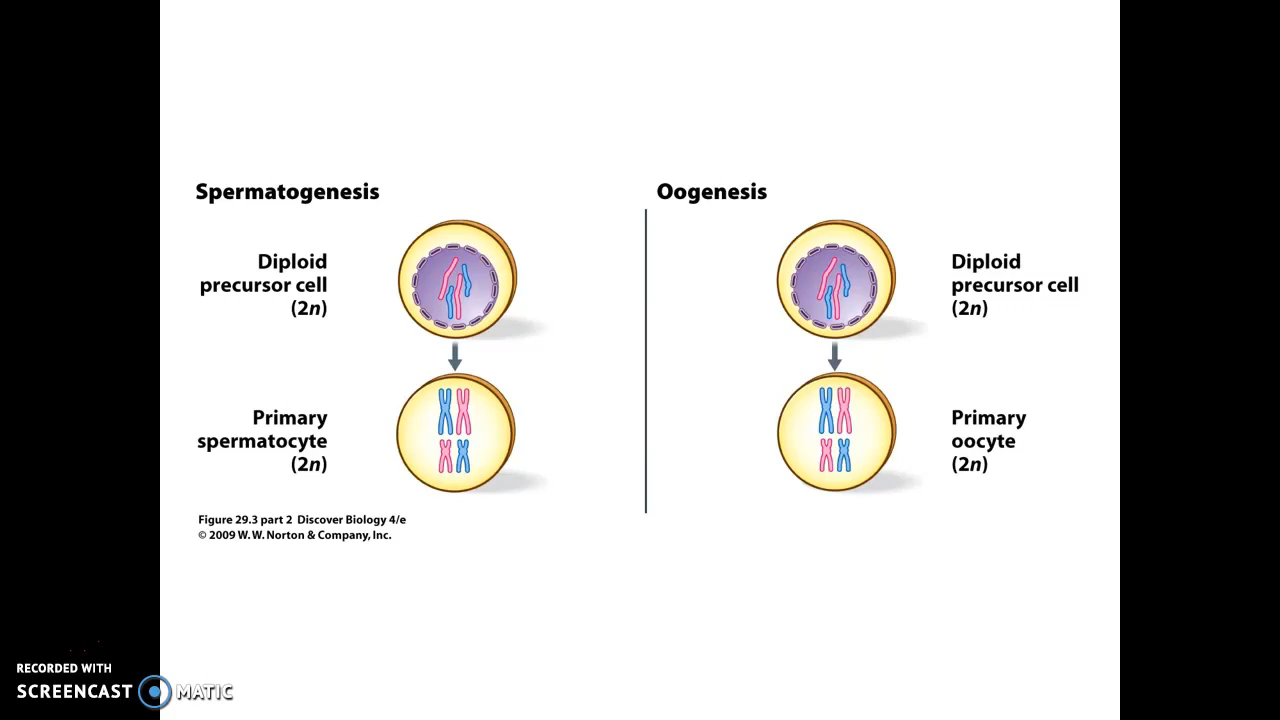 Spermatogenesis
Diploid
precursor cell
(2n)
Primary
spermatocyte
(2n)
Oogenesis
Diploid
precursor cell
(2n)
Primary
oocyte
(2n)
Figure 29.3 part 2 Discover Biology 4/e
© 2009 W. W. Norton & Company, Inc.
RECORDED WITH
SCREENCAST MATIC